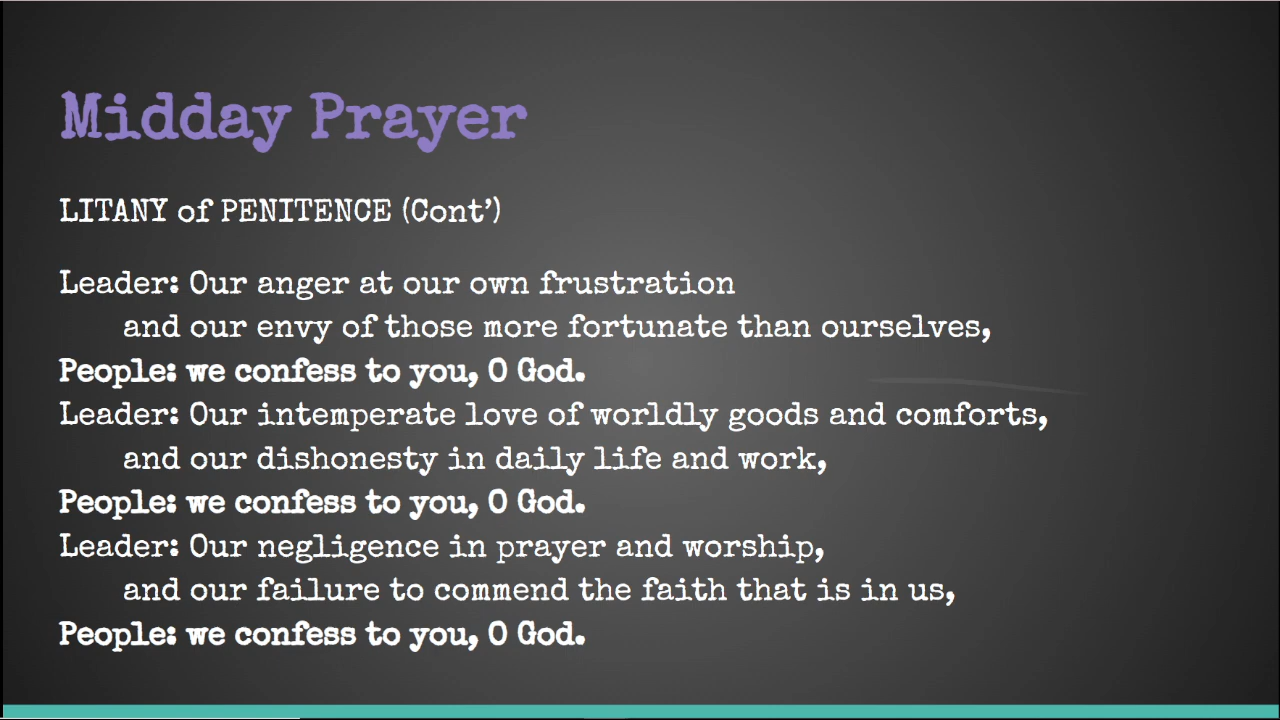 Midday Prayer
LITANY of PENITENCE (Cont’)
Leader: Our anger at our own frustration
and our envy of those more fortunate than ourselves,
People: we confess to you, O God.
Leader: Our intemperate love of worldly goods and comforts,
and our dishonesty in daily life and work,
People: we confess to you, O God.
Leader: Our negligence in prayer and worship,
and our failure to commend the faith that is in us,
People: we confess to you, O God.